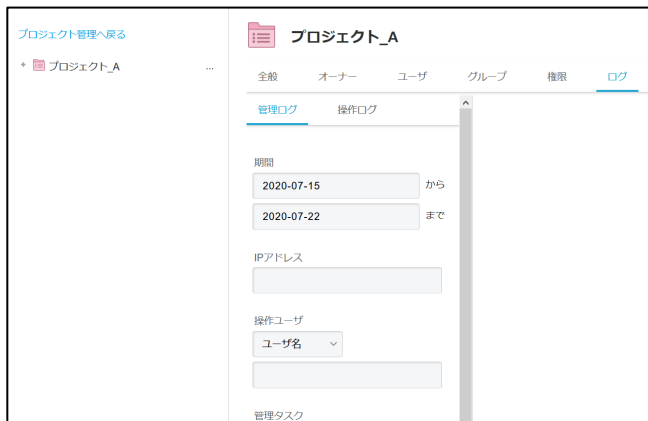 プロジェクト管理へ戻る
プロジェクト_A
...
プロジェクト_A
全般 オーナー ユーザ グループ 権限 ログ
管理ログ 操作ログ
期間
2020-07-15 から
2020-07-22 まで
IPアドレス
操作ユーザ
ユーザ名
管理タスク